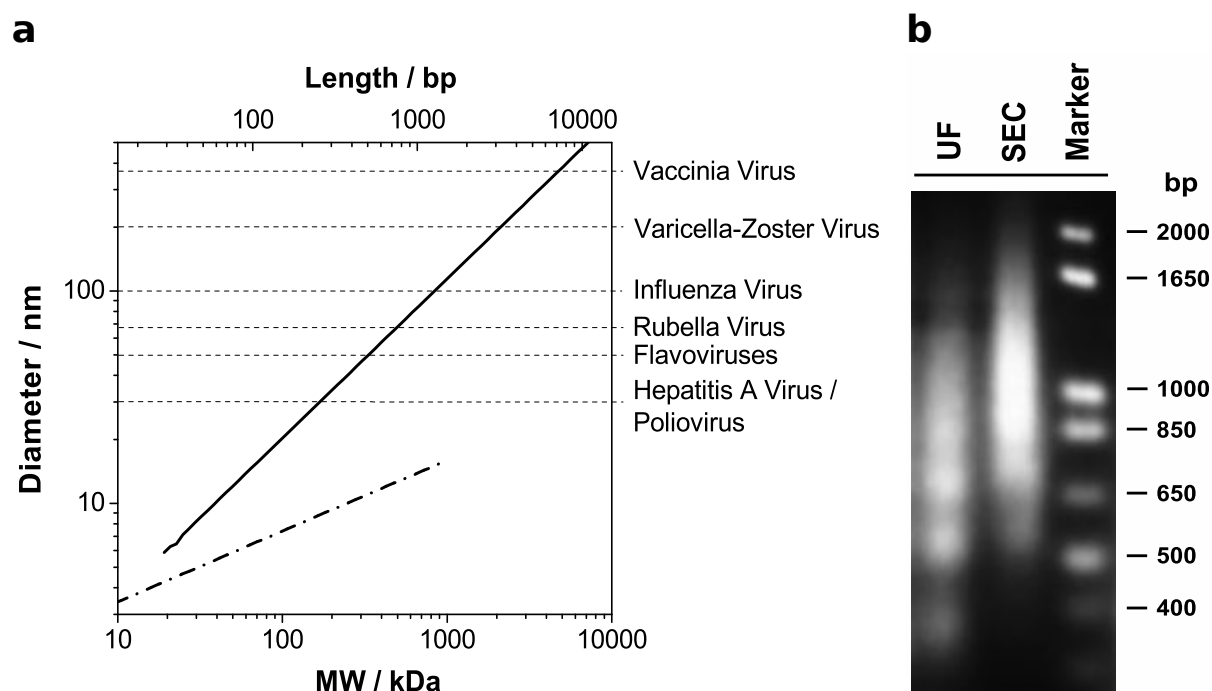 a
Length / bp
100 1000 10000
Diameter / nm
100
10
10 100 1000 10000
MW / kDa
Vaccinia Virus
Varicella-Zoster Virus
Influenza Virus
Rubella Virus
Flavoviruses
Hepatitis A Virus /
Poliovirus
b
UF SEC Marker
bp
2000
1650
1000
850
650
500
400